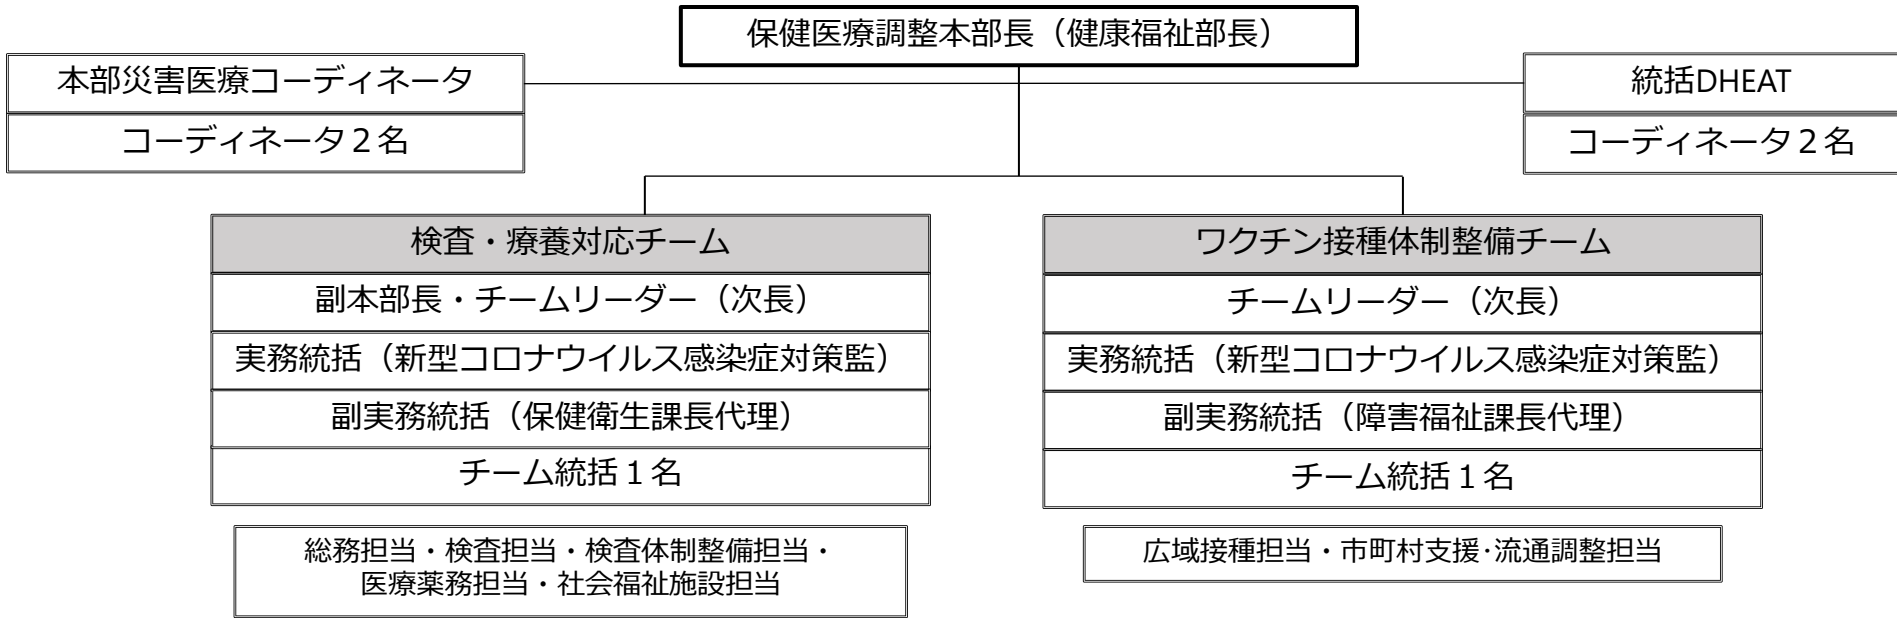 保健医療調整本部長（健康福祉部長）
本部災害医療コーディネータ
コーディネータ２名
統括DHEAT
コーディネータ２名
検査・療養対応チーム
副本部長・チームリーダー（次長）
実務統括（新型コロナウイルス感染症対策監）
副実務統括（保健衛生課長代理）
チーム統括１名
総務担当・検査担当・検査体制整備担当・
医療薬務担当・社会福祉施設担当
ワクチン接種体制整備チーム
チームリーダー（次長）
実務統括（新型コロナウイルス感染症対策監）
副実務統括（障害福祉課長代理）
チーム統括１名
広域接種担当・市町村支援･流通調整担当